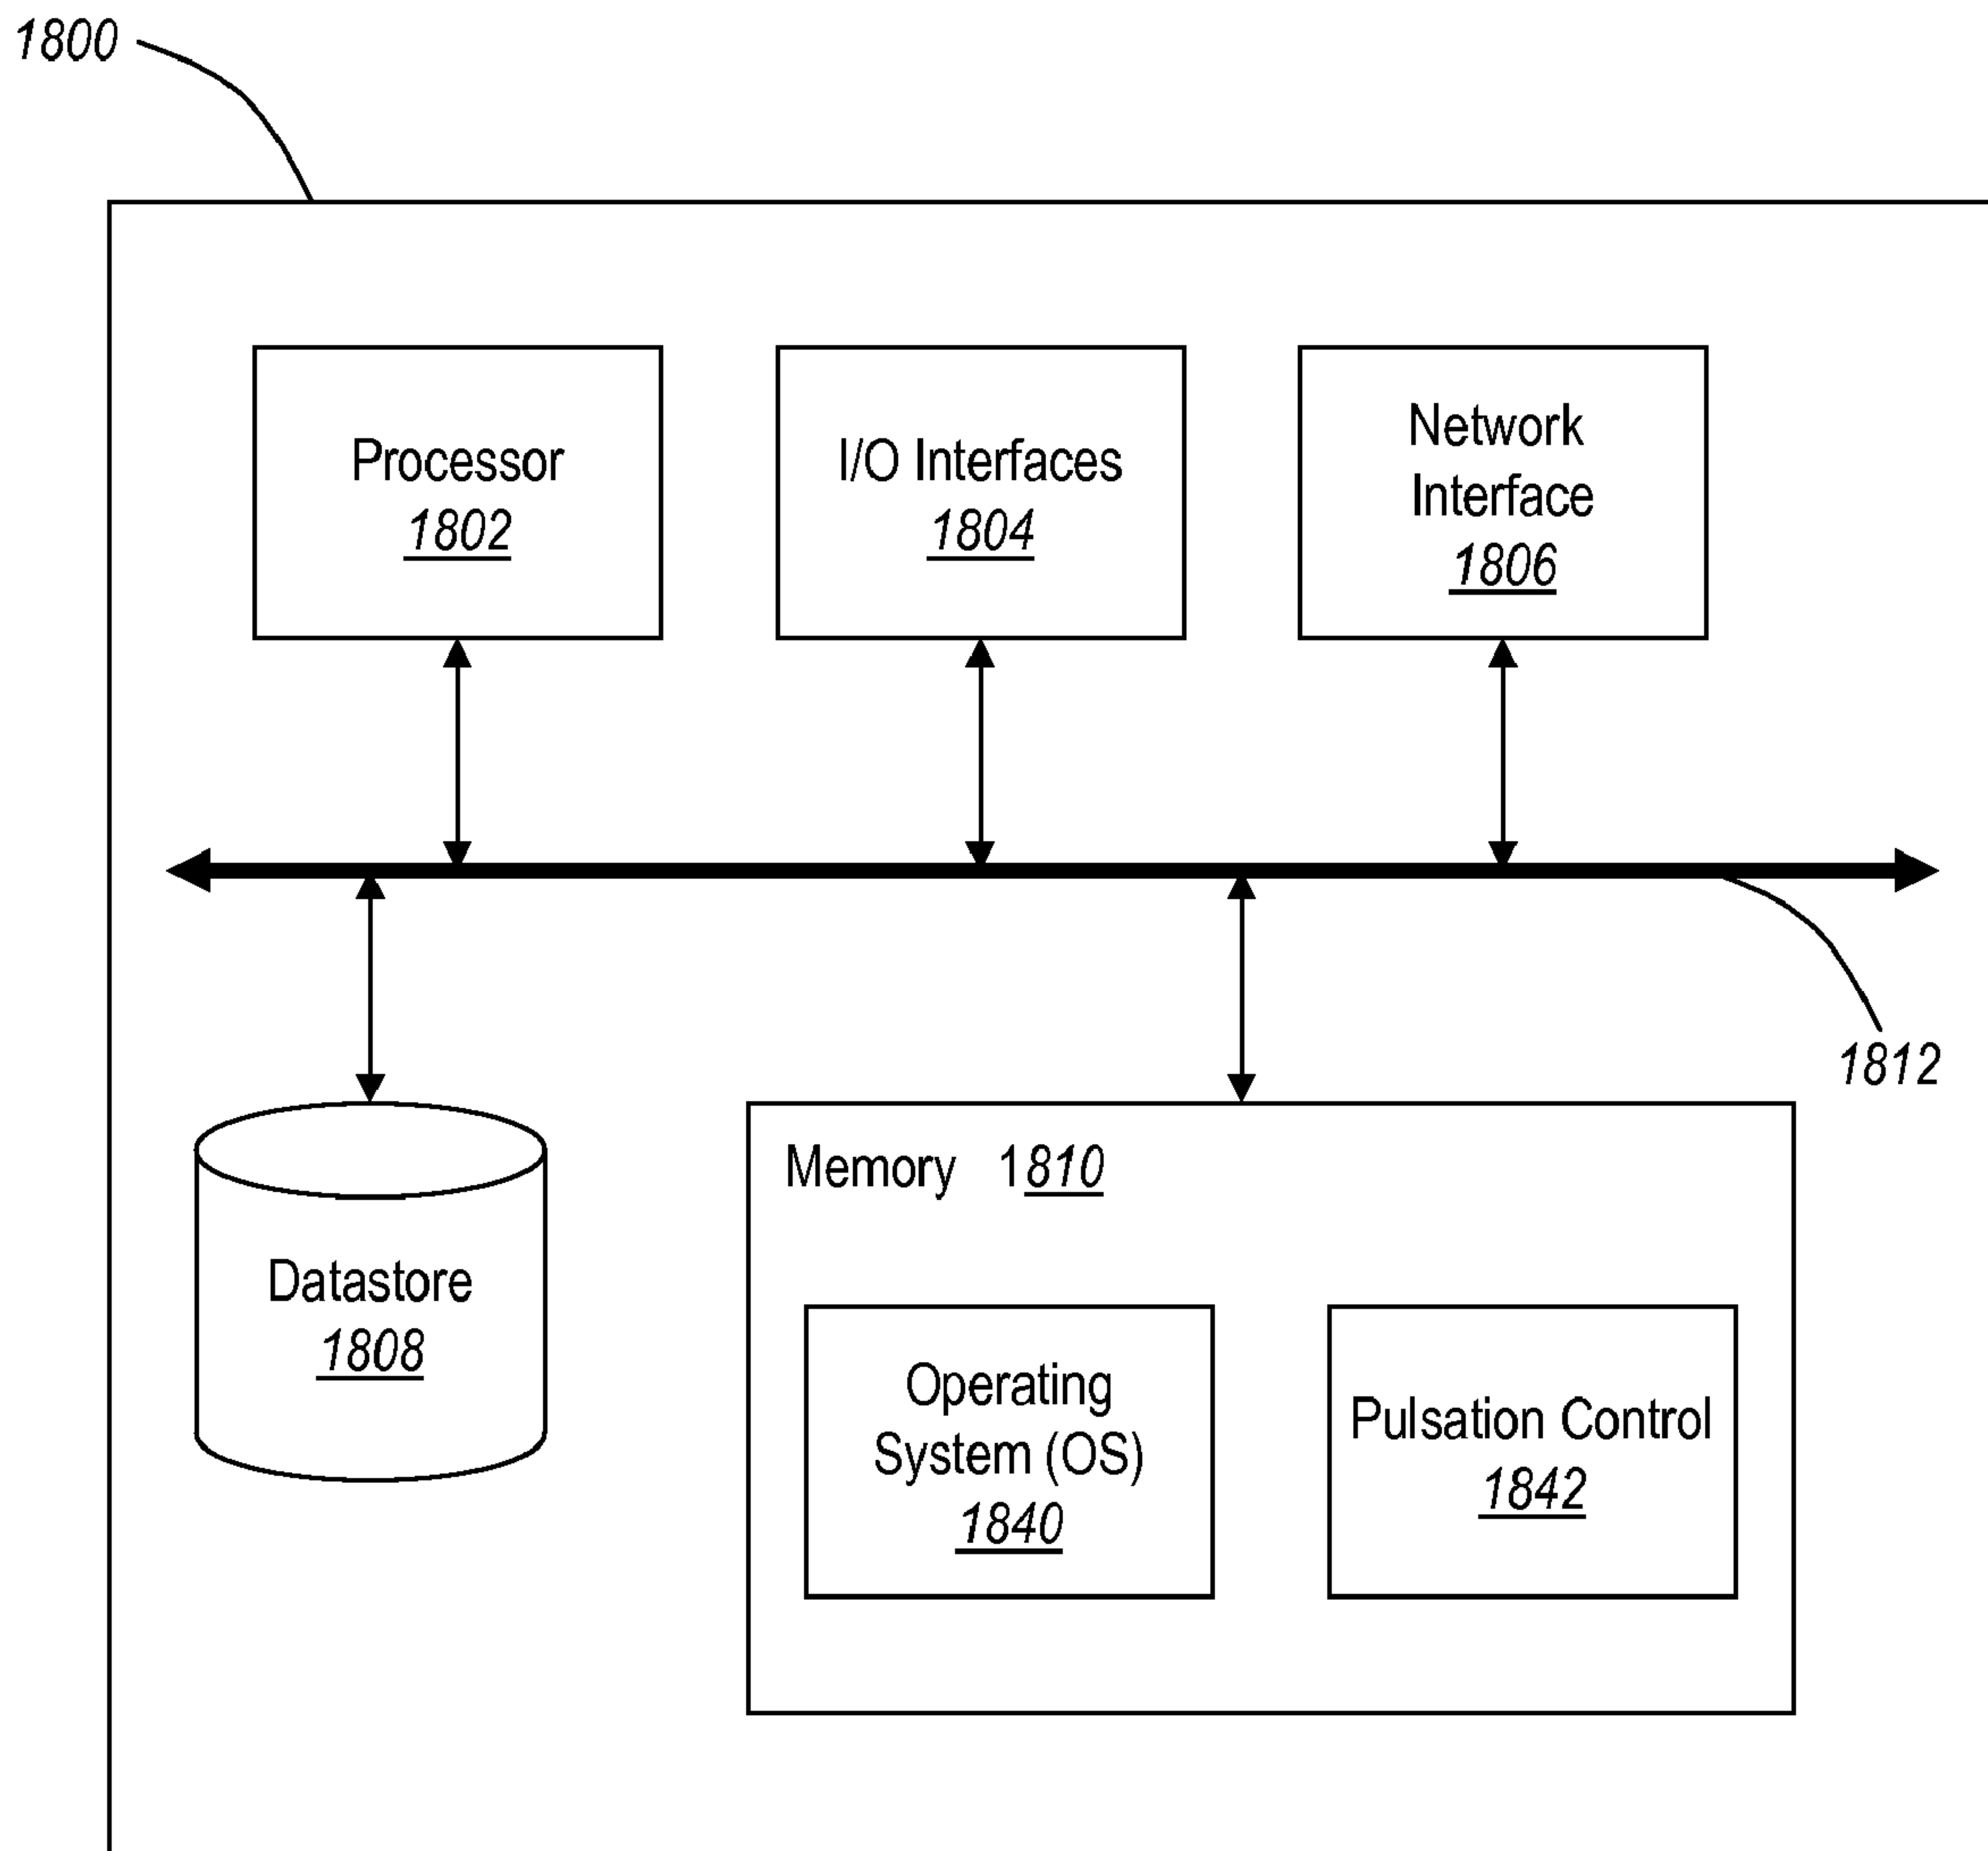 1800
Processor
1802
I/O Interfaces
1804
Network
Interface
1806
1812
Memory 1810
Datastore
1808
Operating
System (OS)
1840
Pulsation Control
1842